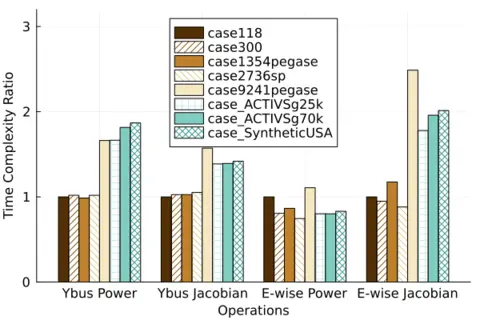 3
2
1
0
Time Complexity Ratio
case118
case300
case1354pegase
case2736sp
case9241pegase
case_ACTIVSg25k
case_ACTIVSg70k
case_SyntheticUSA
Ybus Power Ybus Jacobian E-wise Power E-wise Jacobian
Operations